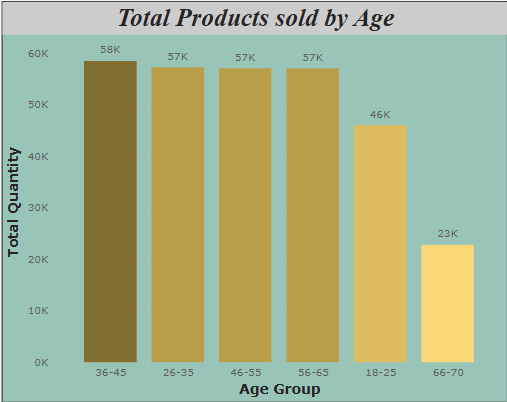 Total Products sold by Age
60K
50K
40K
30K
20K
10K
0K
Total Quantity
58K
57K
57K
57K
46K
23K
36-45
26-35
46-55
56-65
18-25
66-70
Age Group